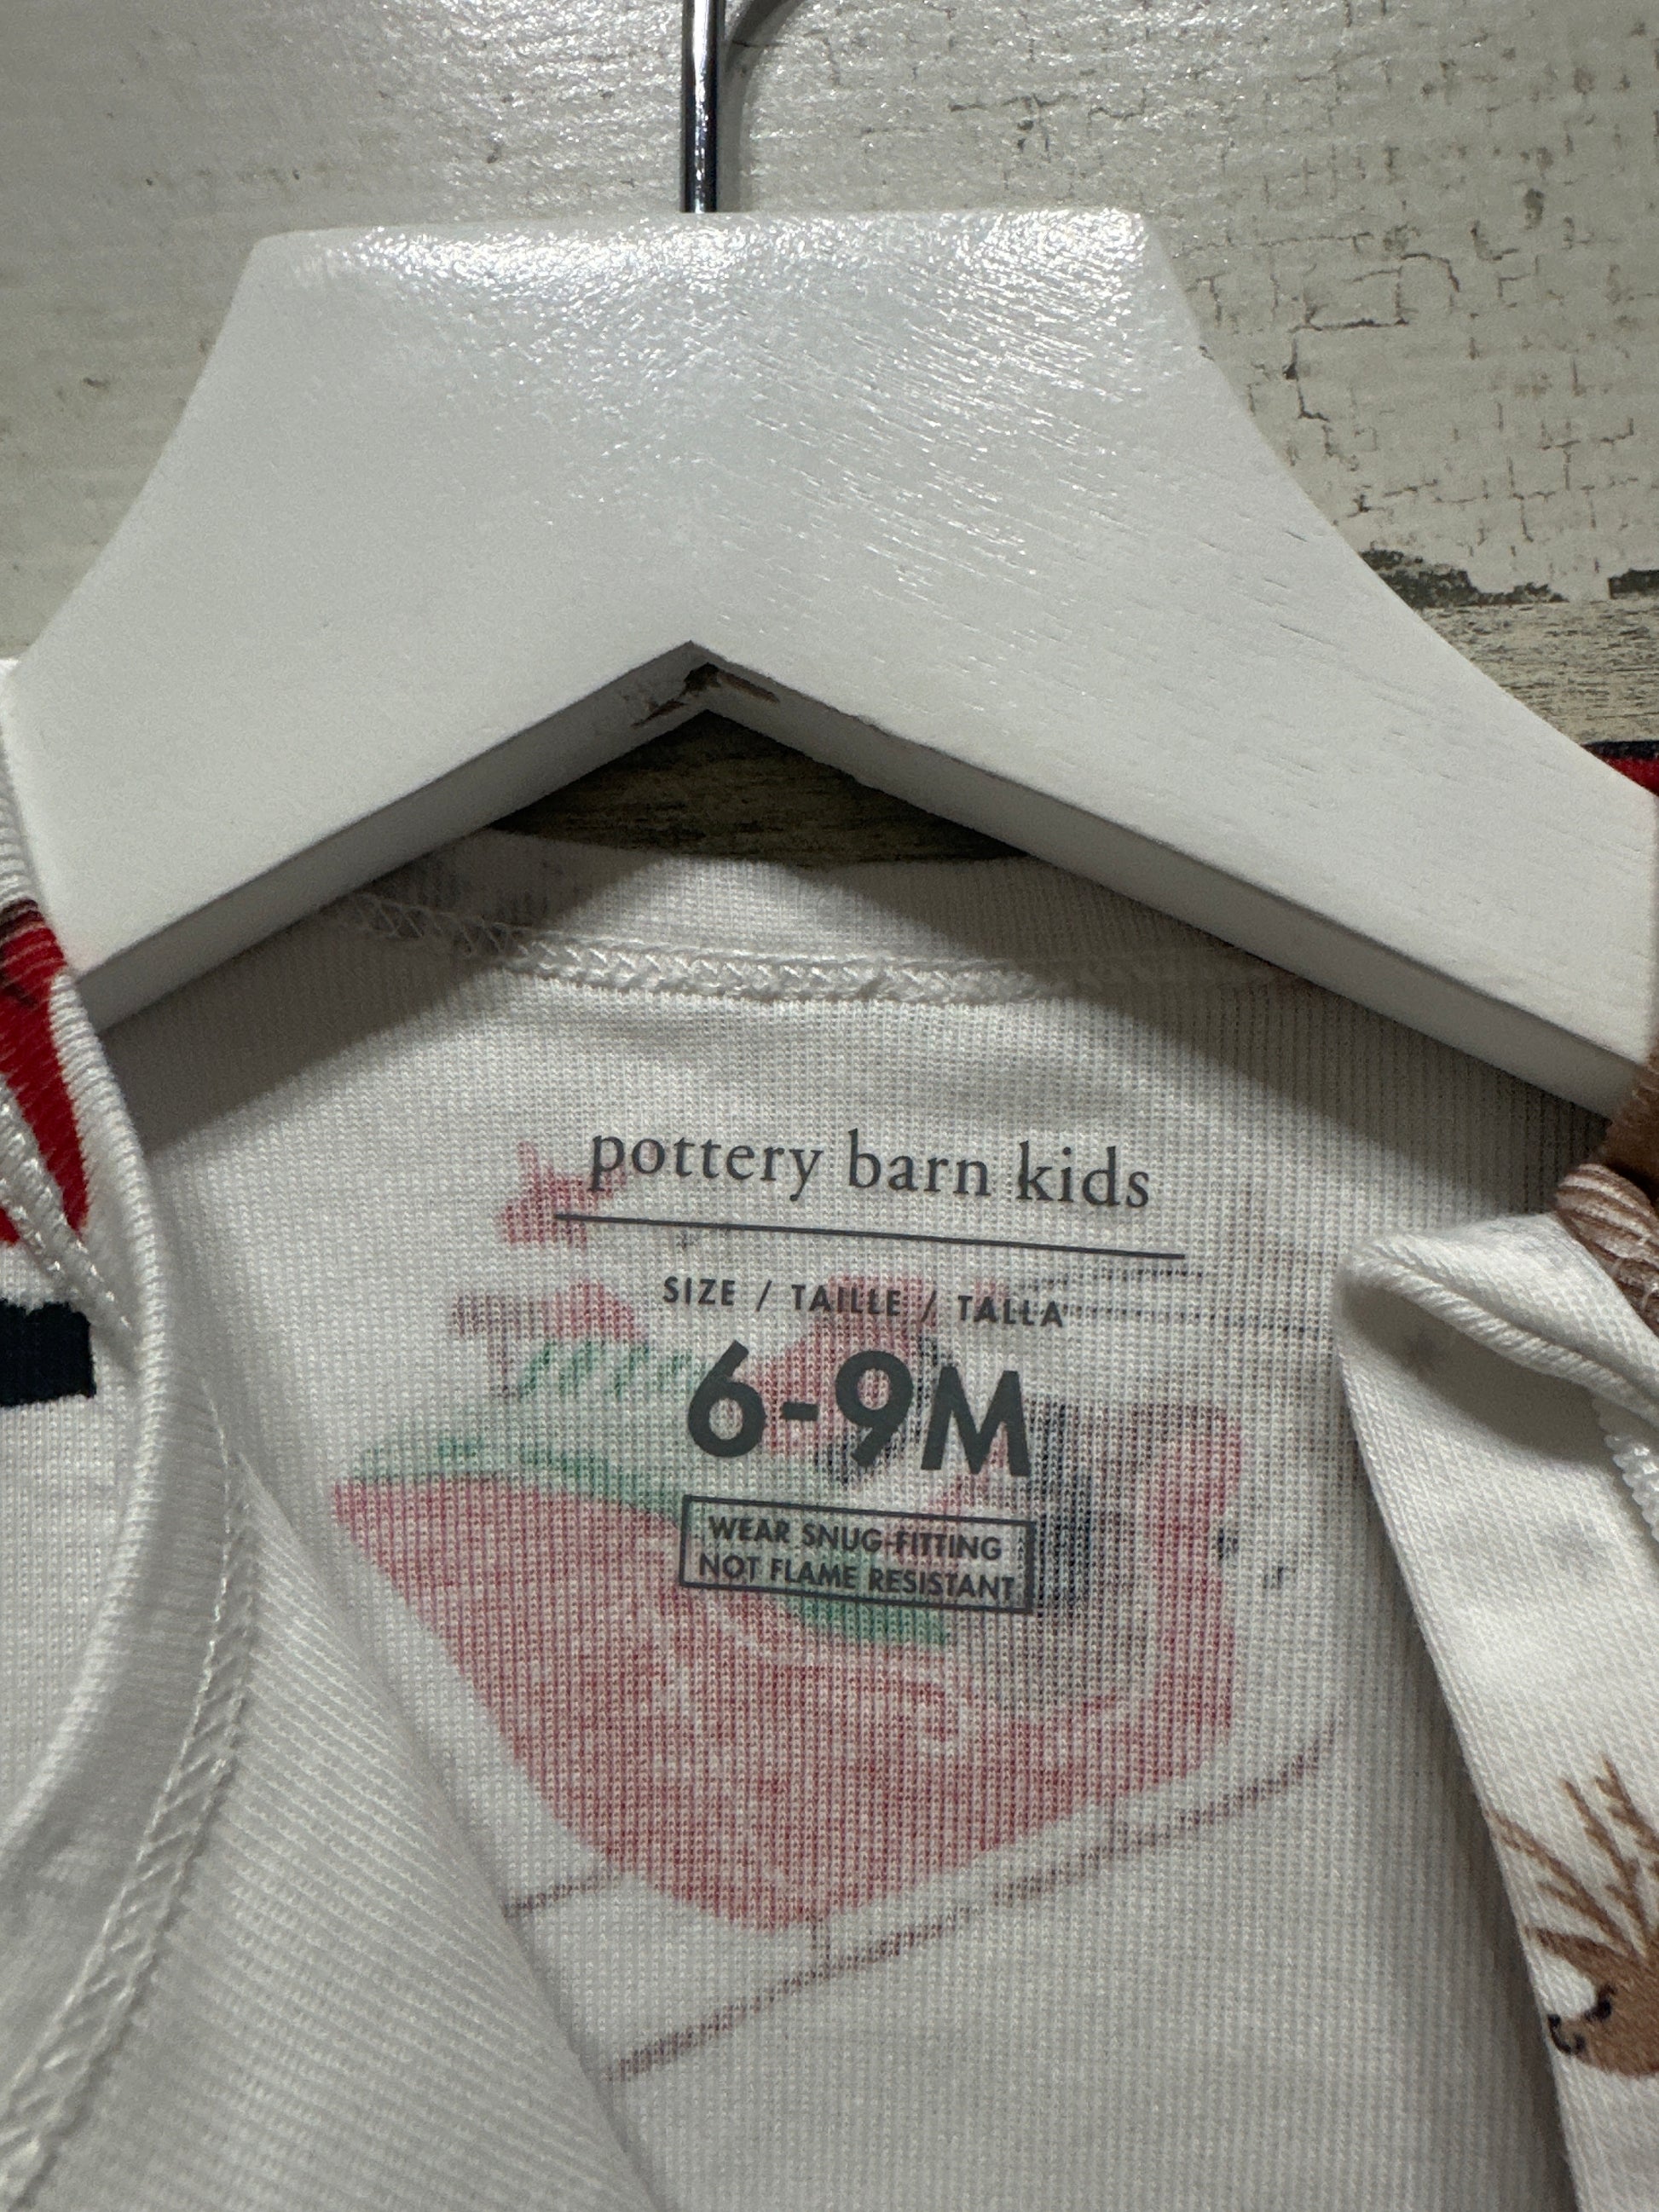 pottery barn kids
SIZE / TAILLE / TALLA
6-9M
WEAR SNUG-FITTING
NOT FLAME RESISTANT